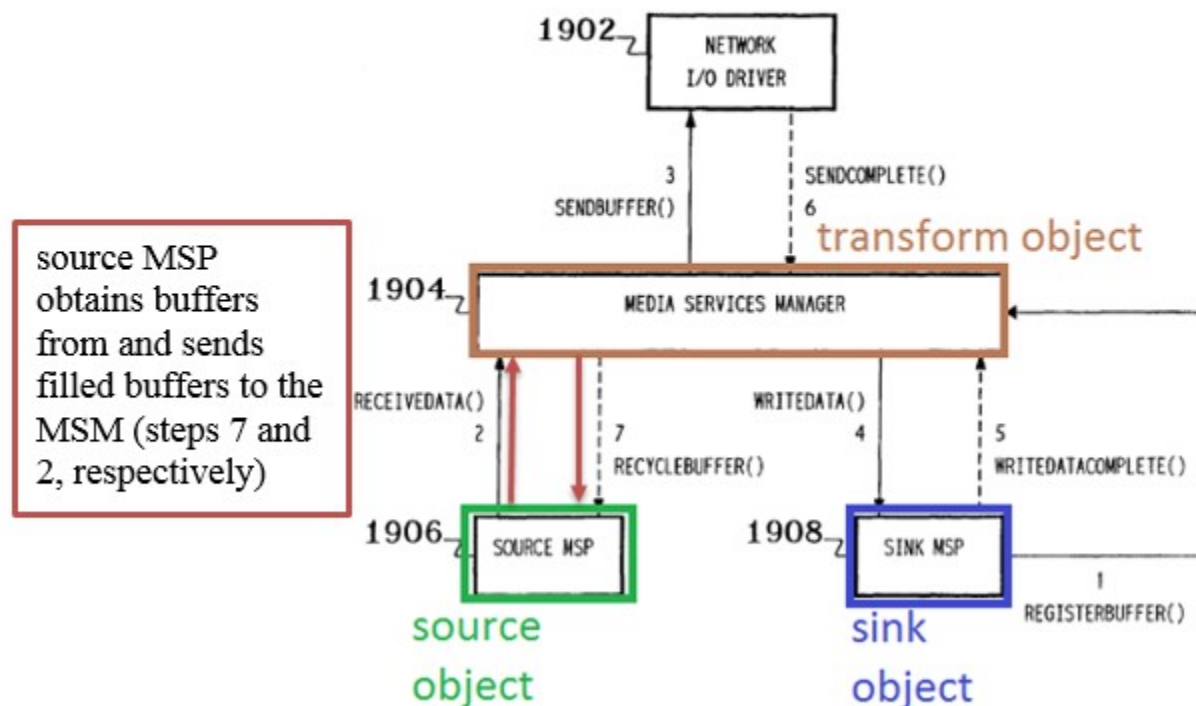 1902
NETWORK
I/O DRIVER
3
SENDBUFFER()
SENDCOMPLETE()
6
transform object
source MSP
obtains buffers
from and sends
filled buffers to the
MSM (steps 7 and
2, respectively)
1904
MEDIA SERVICES MANAGER
RECEIVEDATA()
2
7
RECYCLEBUFFER()
WRITEDATA()
4
5
WRITEDATACOMPLETE()
1906
SOURCE MSP
1908
SINK MSP
1
REGISTERBUFFER()
source
object
sink
object